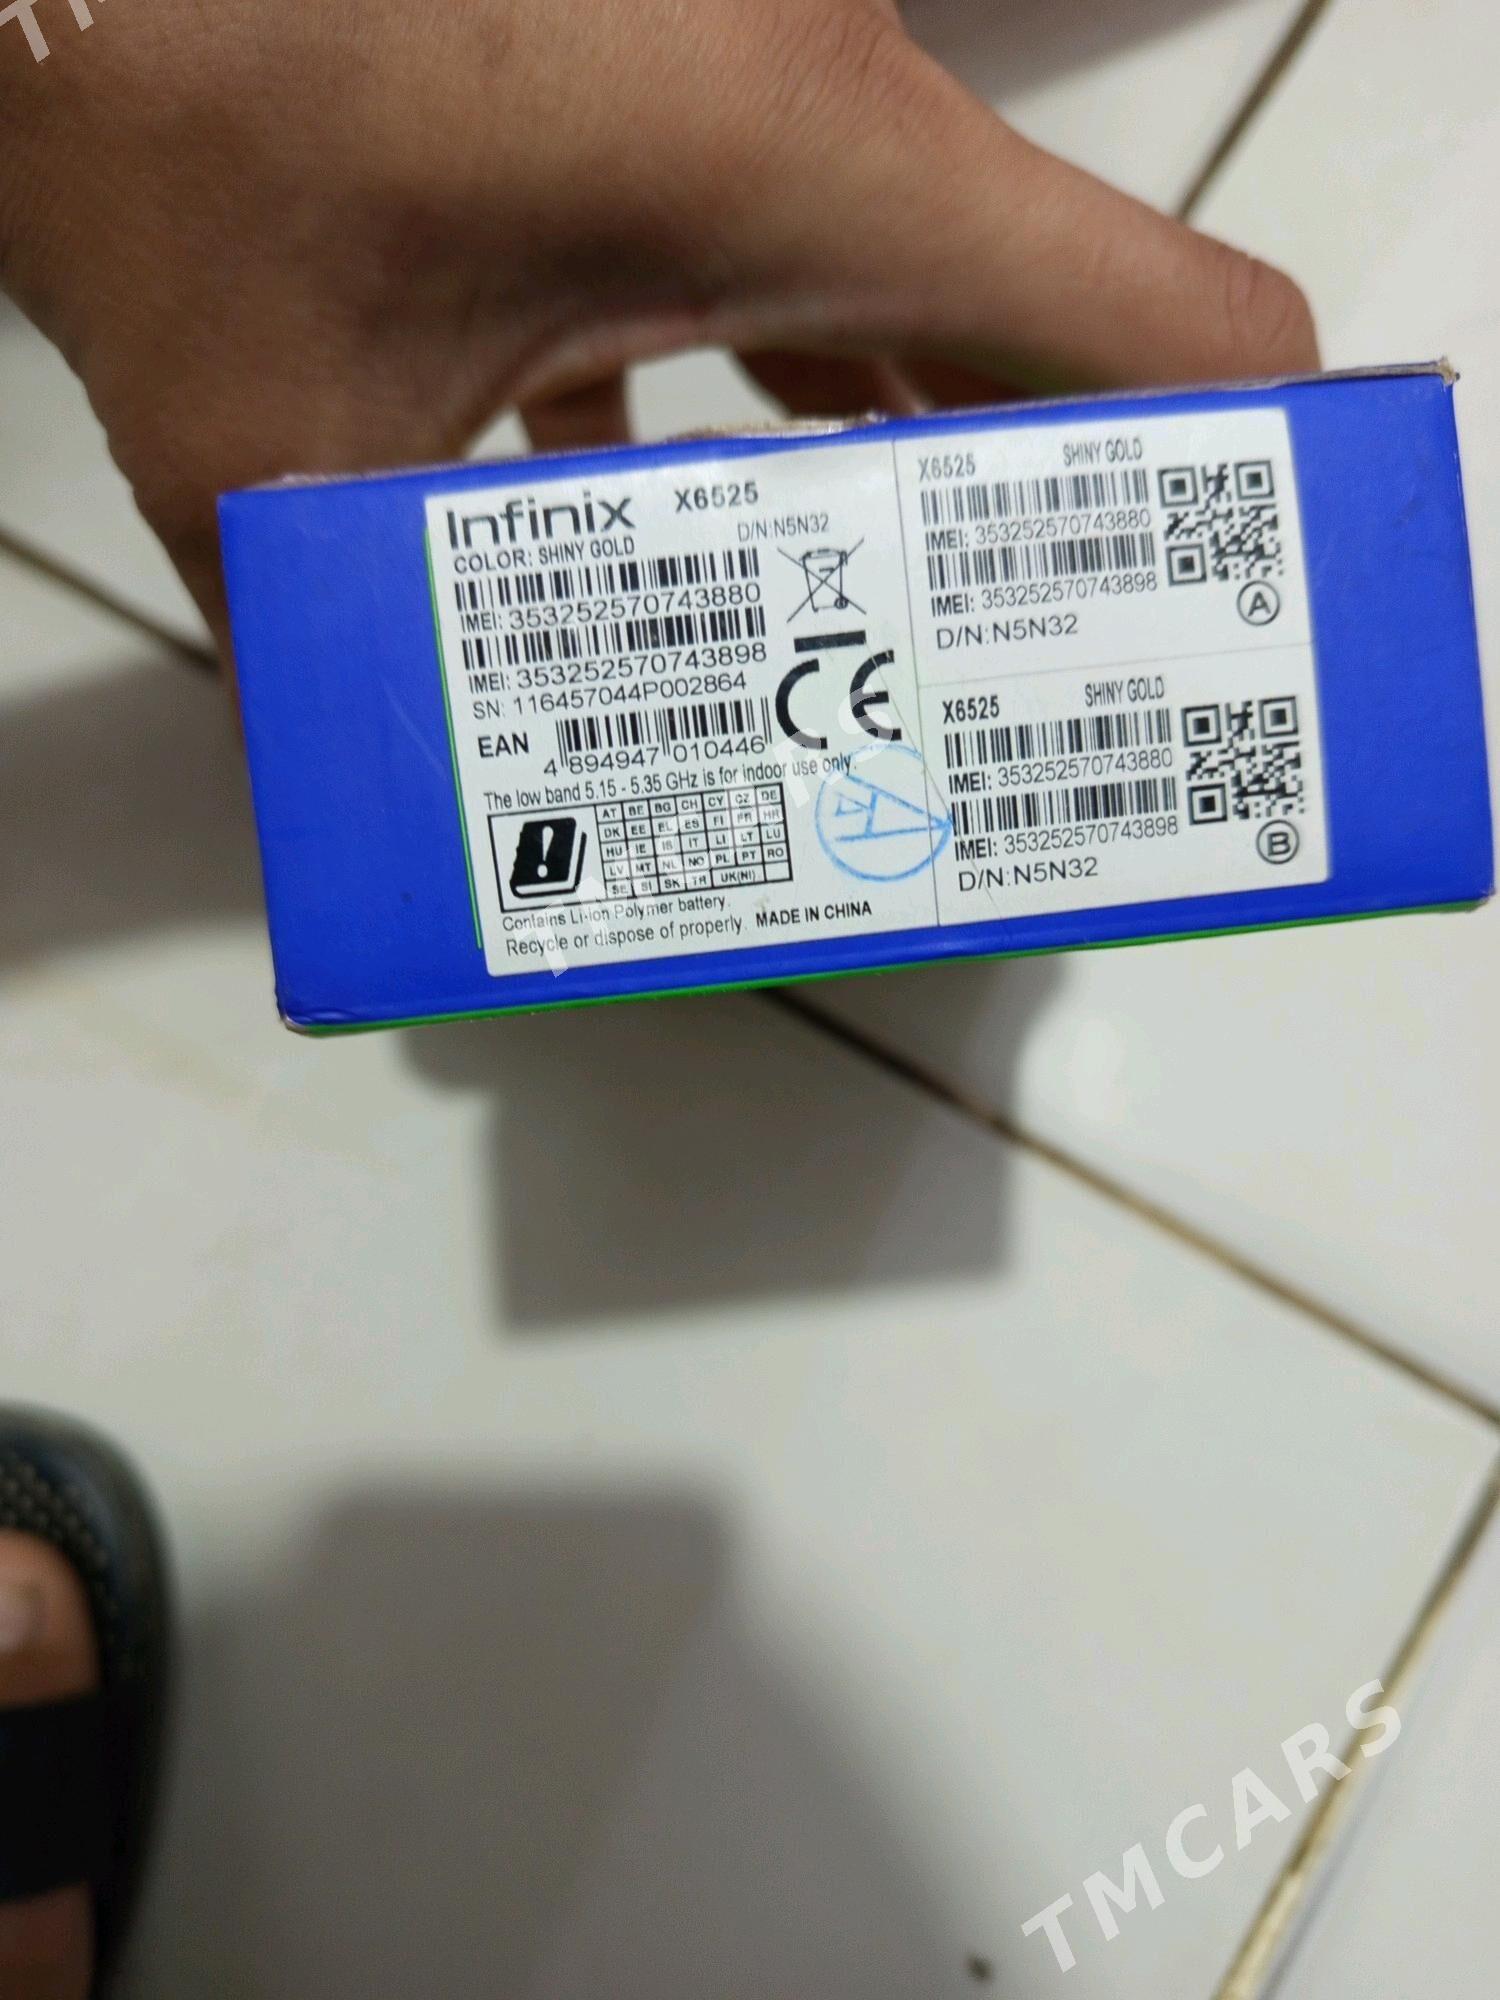 Infinix X6525
COLOR: SHINY GOLD D/N:N5N32
IMEI: 353252570743880
IMEI: 353252570743898
SN: 116457044P002864
EAN
4 894947 010446
The low band 5.15 - 5.35 GHz is for indoor use only.
AT BE BG CH CY CZ DE
DK EE EL ES FI FR HR
HU IE IS IT LI LT LU
LV MT NL NO PL PT RO
SE SI SK TR UK(NI)
Contains Li-ion Polymer battery.
Recycle or dispose of properly. MADE IN CHINA
X6525 SHINY GOLD
IMEI: 353252570743880
IMEI: 353252570743898
D/N:N5N32
A
X6525 SHINY GOLD
IMEI: 353252570743880
IMEI: 353252570743898
D/N:N5N32
B
TMCARS
TMCARS